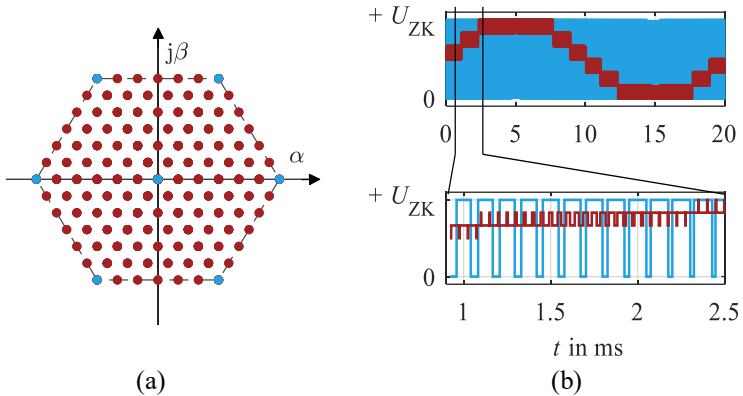 jβ
α
(a)
+ U_ZK
0
0 5 10 15 20
+ U_ZK
0
1 1.5 2 2.5
t in ms
(b)